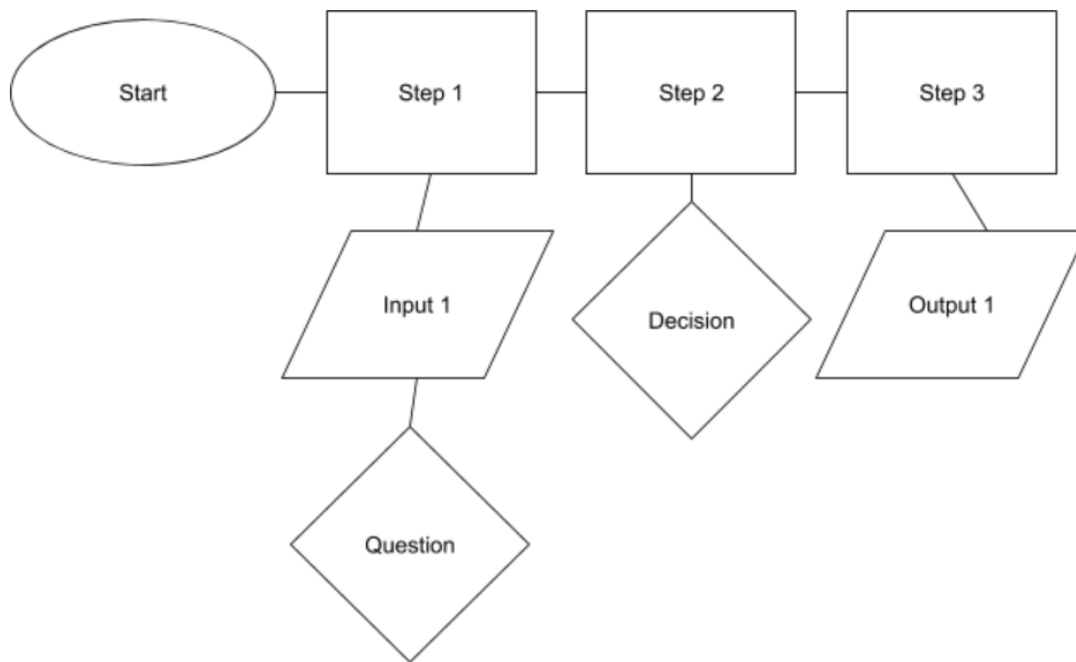 Start
Step 1
Step 2
Step 3
Input 1
Decision
Output 1
Question